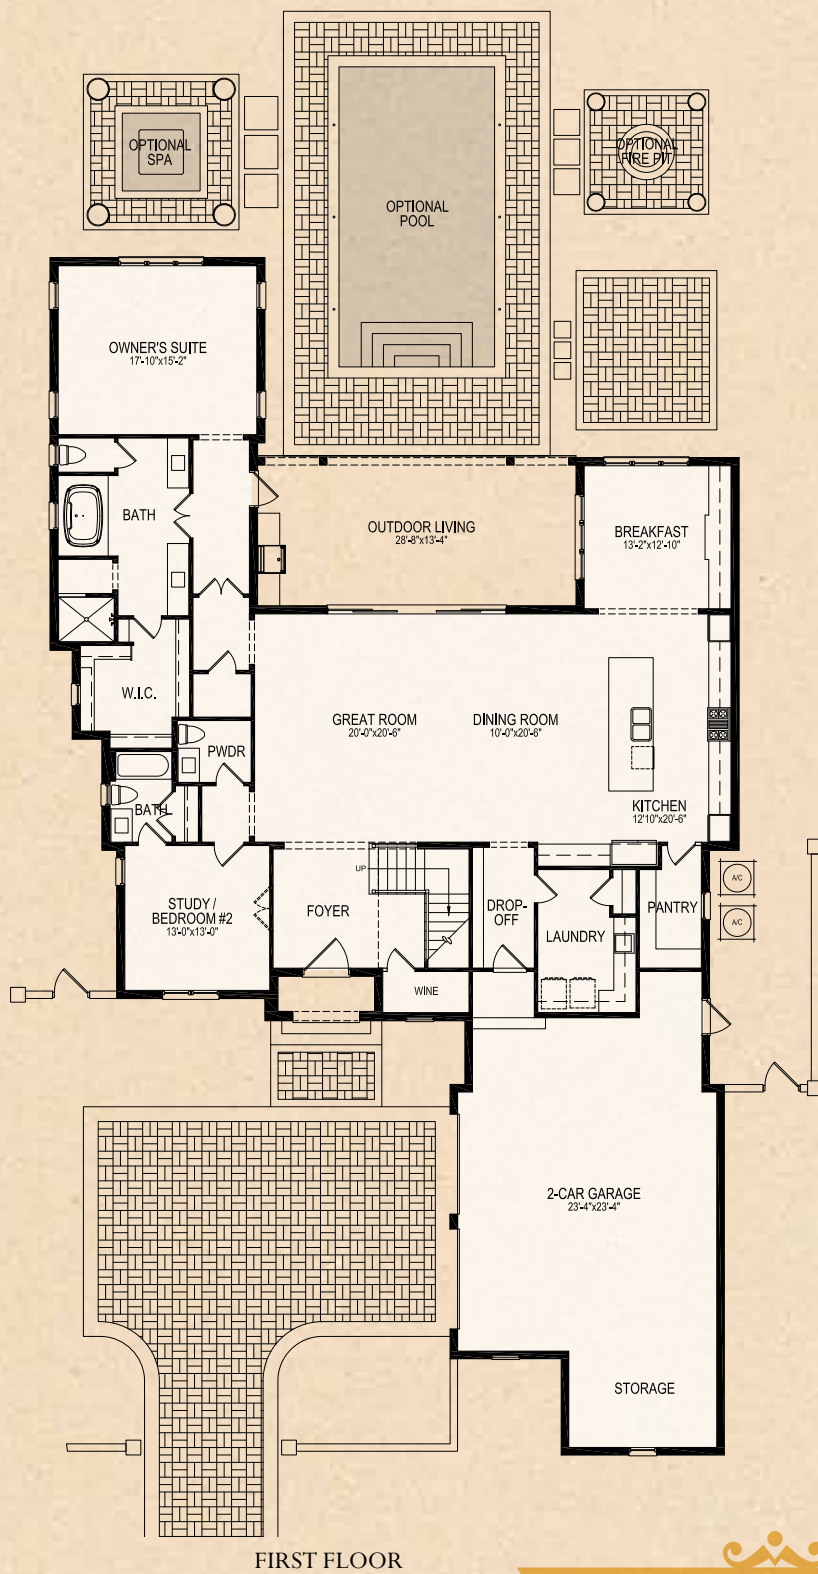 OPTIONAL
SPA
OPTIONAL
FIRE PIT
OPTIONAL
POOL
OWNER'S SUITE
17'-10"x15'-2"
BATH
OUTDOOR LIVING
28'-8"x13'-4"
BREAKFAST
13'-2"x12'-10"
W.I.C.
GREAT ROOM
20'-0"x20'-6"
DINING ROOM
10'-0"x20'-6"
PWDR
KITCHEN
12'10"x20'-6"
BATH
UP
A/C
A/C
STUDY /
BEDROOM #2
13'-0"x13'-0"
FOYER
DROP-
OFF
LAUNDRY
PANTRY
WINE
2-CAR GARAGE
23'-4"x23'-4"
STORAGE
FIRST FLOOR